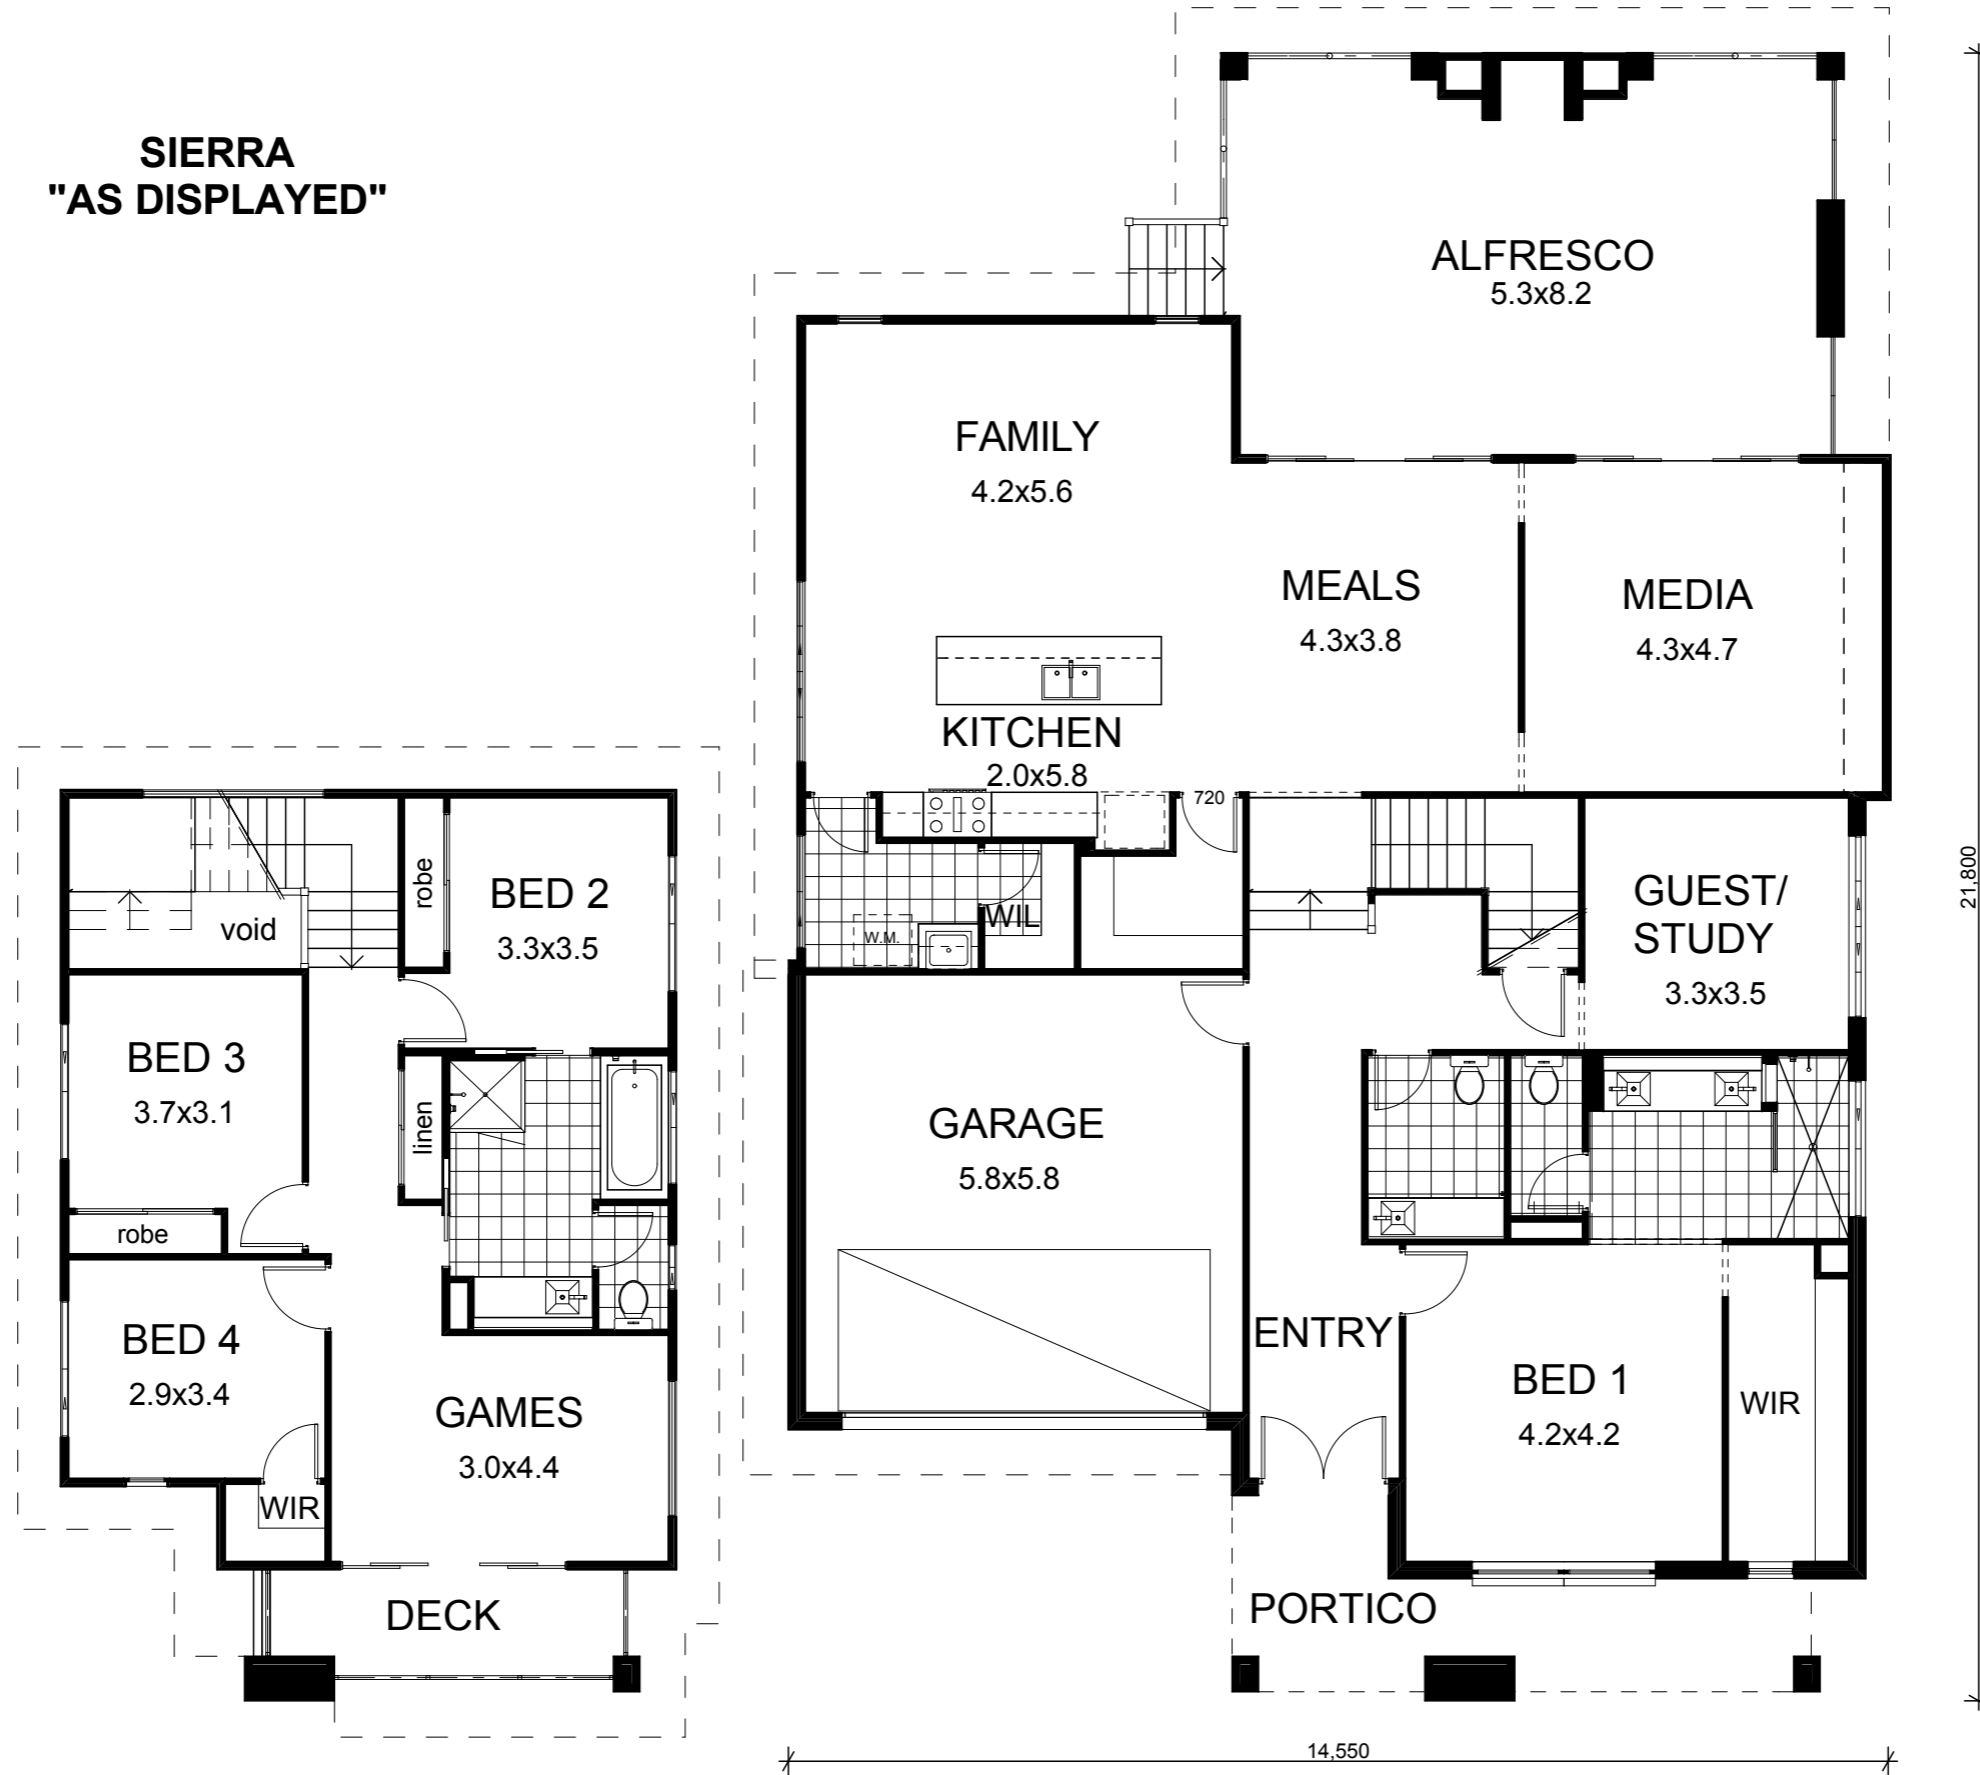 SIERRA
"AS DISPLAYED"
ALFRESCO
5.3x8.2
FAMILY
4.2x5.6
MEALS
4.3x3.8
MEDIA
4.3x4.7
KITCHEN
2.0x5.8
720
W.M.
WIL
GUEST/
STUDY
3.3x3.5
GARAGE
5.8x5.8
ENTRY
BED 1
4.2x4.2
WIR
PORTICO
21,800
14,550
void
robe
BED 2
3.3x3.5
BED 3
3.7x3.1
linen
robe
BED 4
2.9x3.4
GAMES
3.0x4.4
WIR
DECK